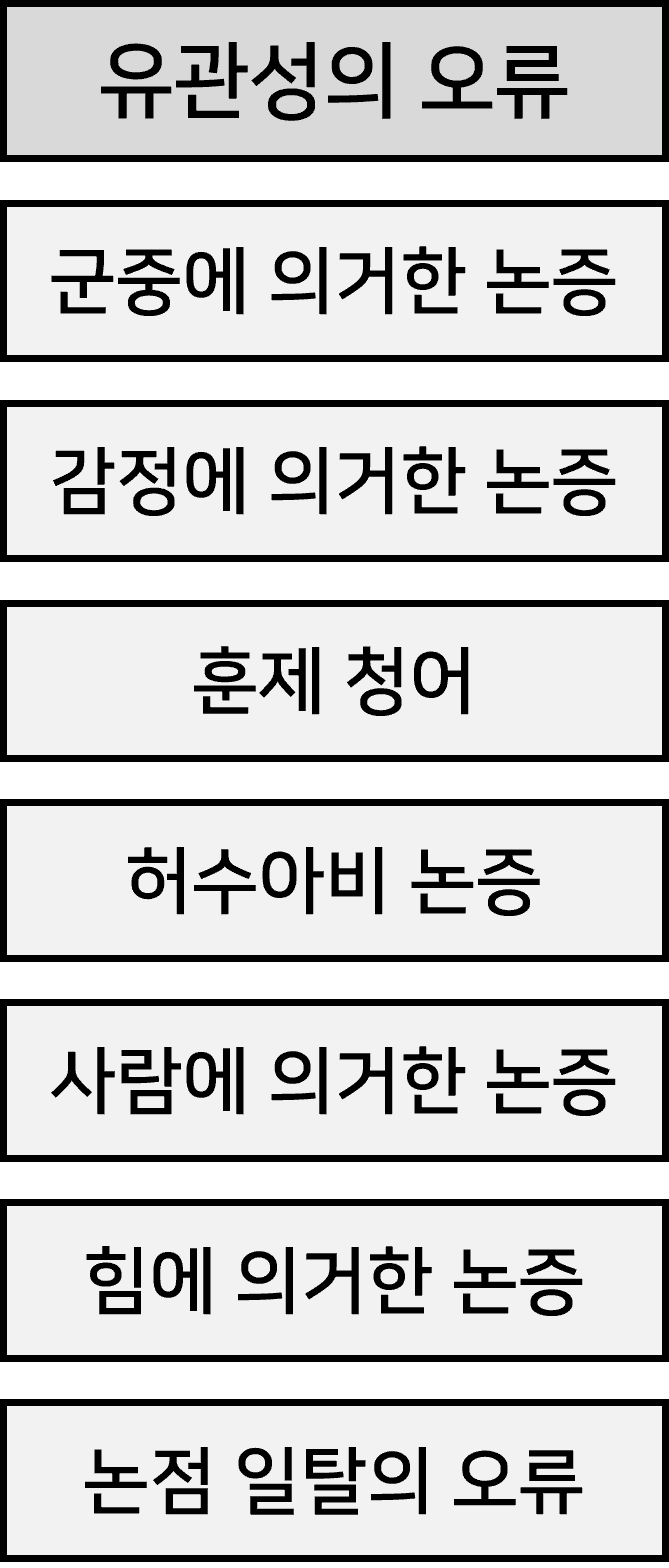 유관성의 오류
군중에 의거한 논증
감정에 의거한 논증
훈제 청어
허수아비 논증
사람에 의거한 논증
힘에 의거한 논증
논점 일탈의 오류